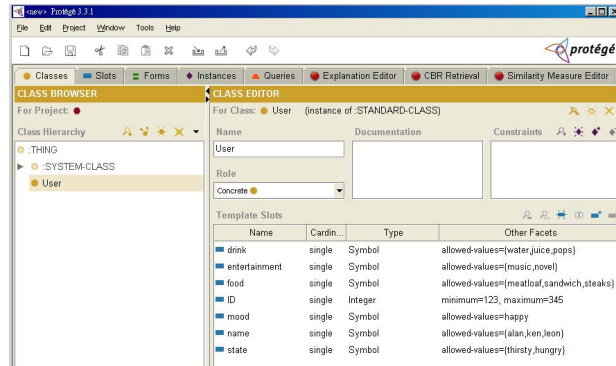 <new> Protégé 3.3.1
File Edit Project Window Tools Help
protégé
Classes Slots Forms Instances Queries Explanation Editor CBR Retrieval Similarity Measure Editor
CLASS BROWSER
CLASS EDITOR
For Project:
For Class: User (instance of :STANDARD-CLASS)
Class Hierarchy
Name Documentation Constraints
:THING
User
:SYSTEM-CLASS
Role
User
Concrete
Template Slots
Name Cardin... Type Other Facets
drink single Symbol allowed-values={water,juice,pops}
entertainment single Symbol allowed-values={music,novel}
food single Symbol allowed-values={meatloaf,sandwich,steaks}
ID single Integer minimum=123, maximum=345
mood single Symbol allowed-values=happy
name single Symbol allowed-values={alan,ken,leon}
state single Symbol allowed-values={thirsty,hungry}